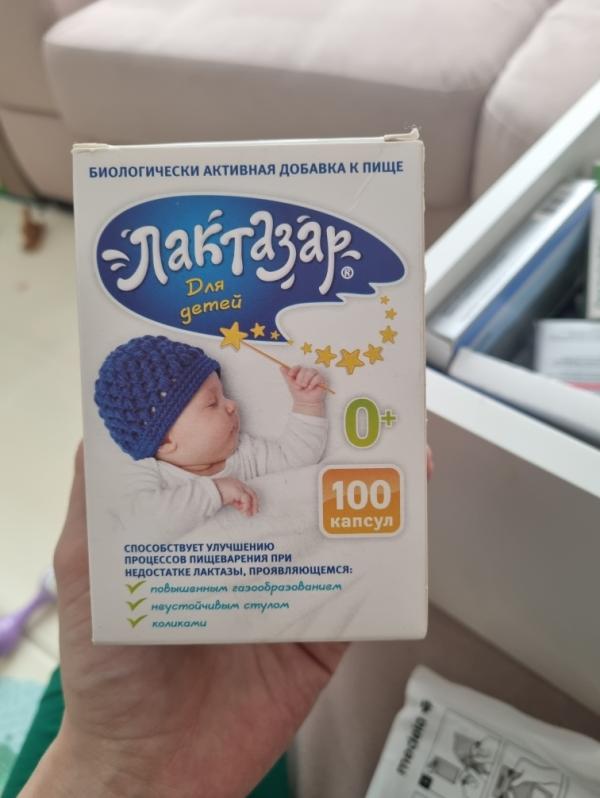 БИОЛОГИЧЕСКИ АКТИВНАЯ ДОБАВКА К ПИЩЕ
Лактазар®
Для
детей
0+
100
капсул
СПОСОБСТВУЕТ УЛУЧШЕНИЮ
ПРОЦЕССОВ ПИЩЕВАРЕНИЯ ПРИ
НЕДОСТАТКЕ ЛАКТАЗЫ, ПРОЯВЛЯЮЩЕМСЯ:
повышенным газообразованием
неустойчивым стулом
коликами
medela